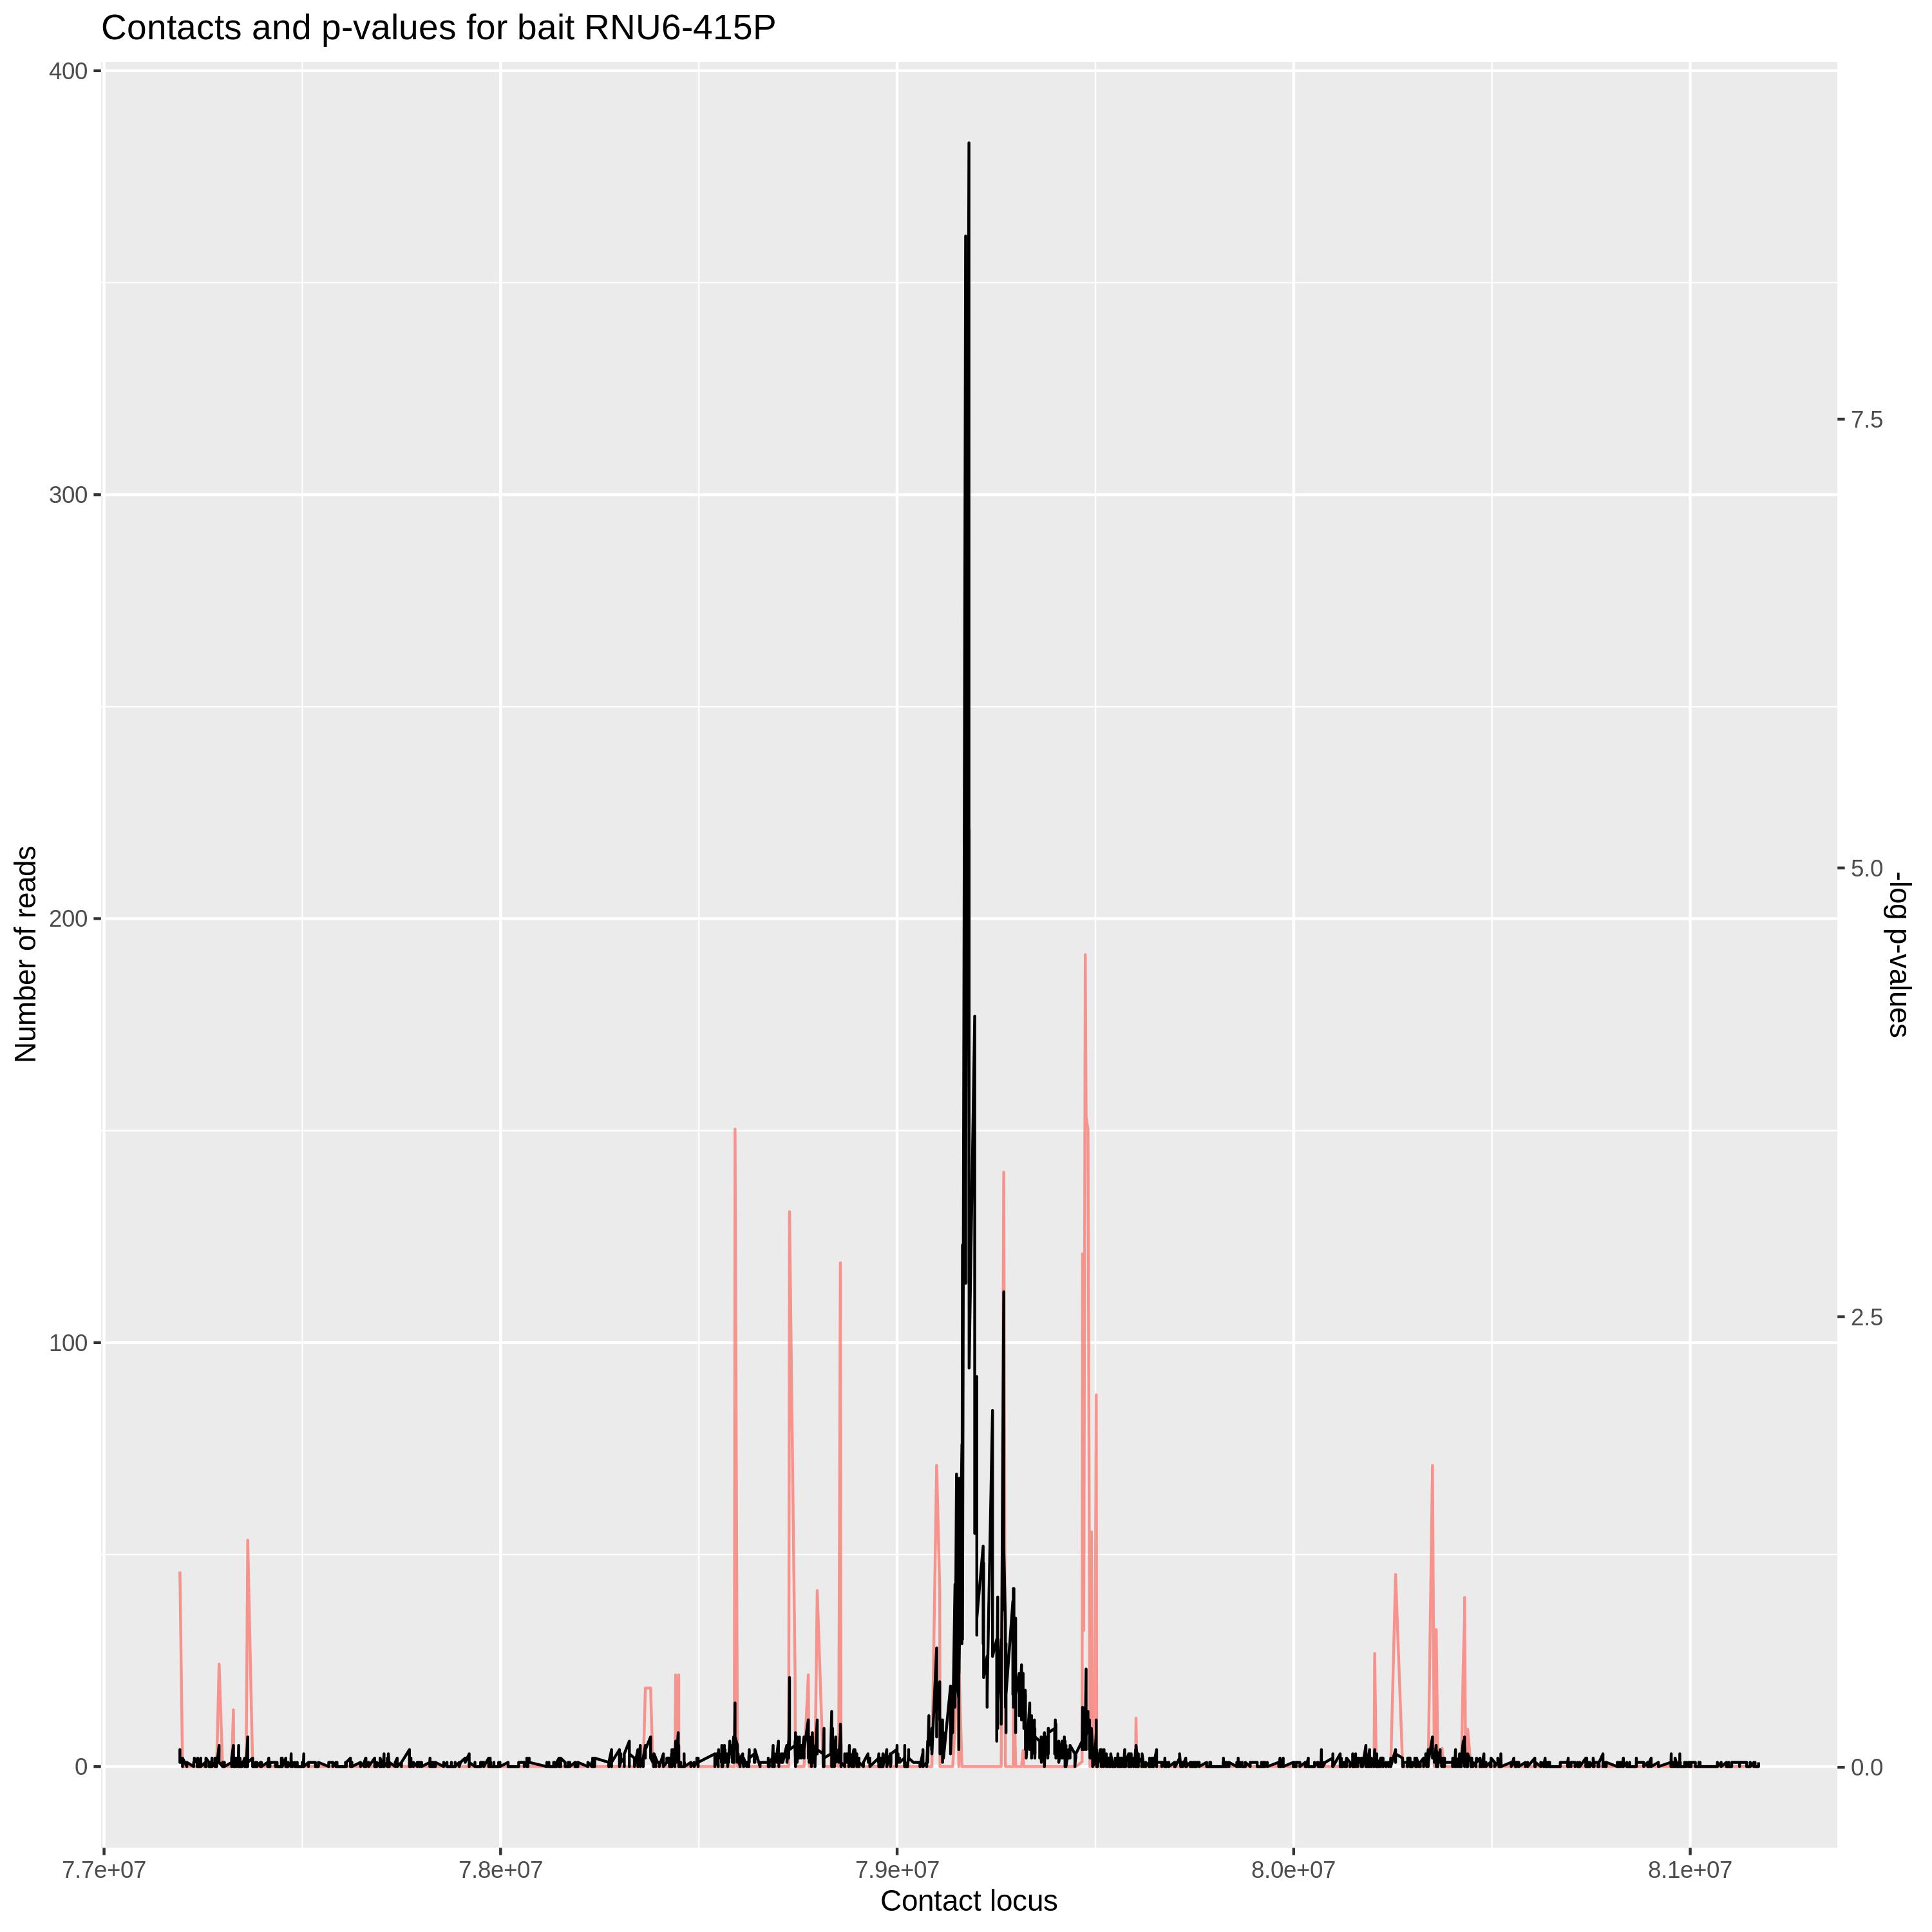 Contacts and p-values for bait RNU6-415P
400
300
200
100
0
Number of reads
7.5
5.0
2.5
0.0
-log p-values
7.7e+07 7.8e+07 7.9e+07 8.0e+07 8.1e+07
Contact locus